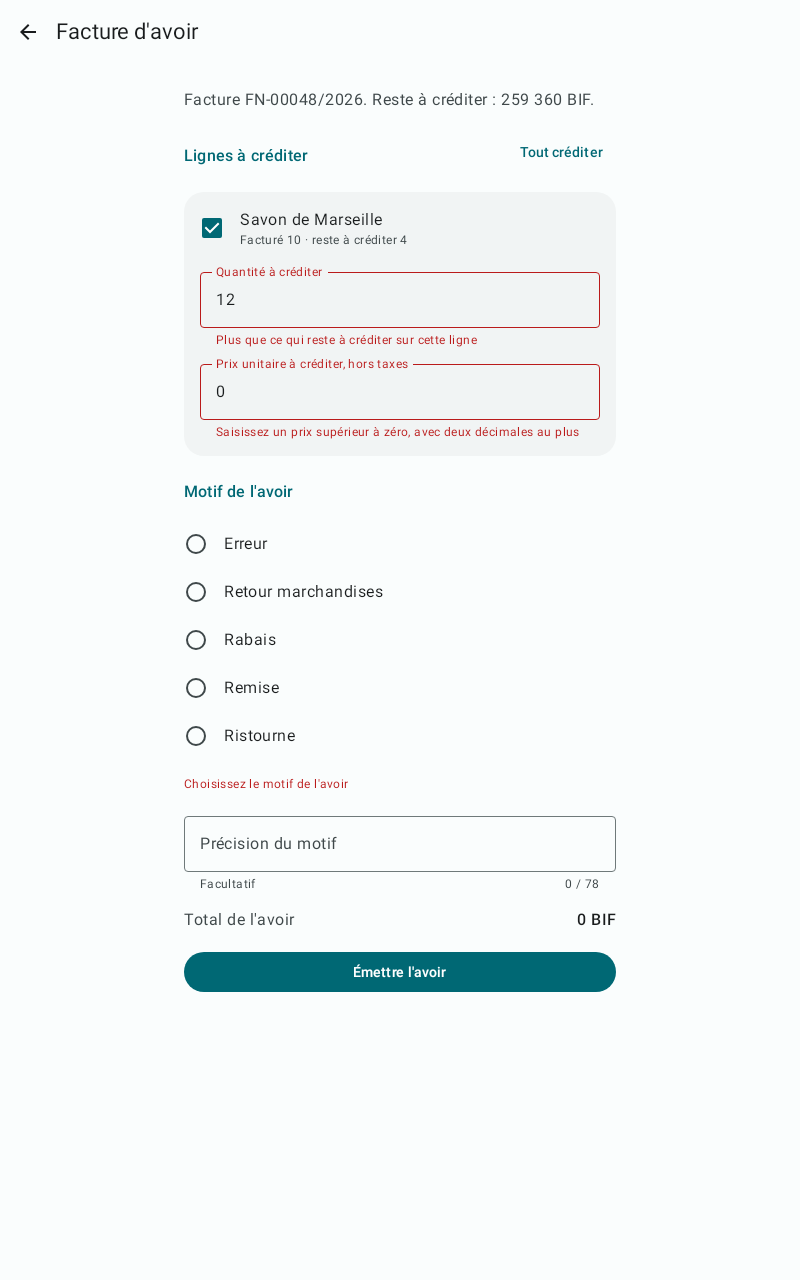 Facture d'avoir
Facture FN-00048/2026. Reste à créditer : 259 360 BIF.
Lignes à créditer
Tout créditer
Savon de Marseille
Facturé 10 · reste à créditer 4
Quantité à créditer
12
Plus que ce qui reste à créditer sur cette ligne
Prix unitaire à créditer, hors taxes
0
Saisissez un prix supérieur à zéro, avec deux décimales au plus
Motif de l'avoir
Erreur
Retour marchandises
Rabais
Remise
Ristourne
Choisissez le motif de l'avoir
Précision du motif
Facultatif
0 / 78
Total de l'avoir
0 BIF
Émettre l'avoir